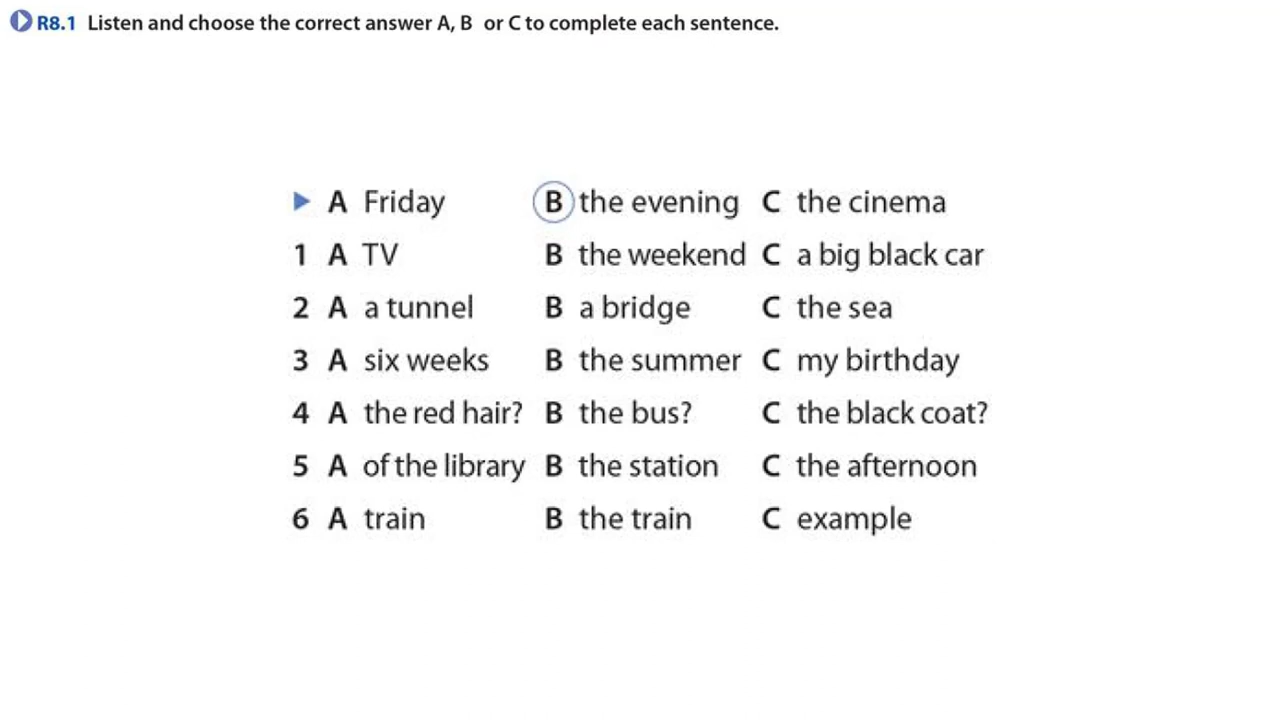 R8.1 Listen and choose the correct answer A, B or C to complete each sentence.
A Friday B the evening C the cinema
1 A TV B the weekend C a big black car
2 A a tunnel B a bridge C the sea
3 A six weeks B the summer C my birthday
4 A the red hair? B the bus? C the black coat?
5 A of the library B the station C the afternoon
6 A train B the train C example